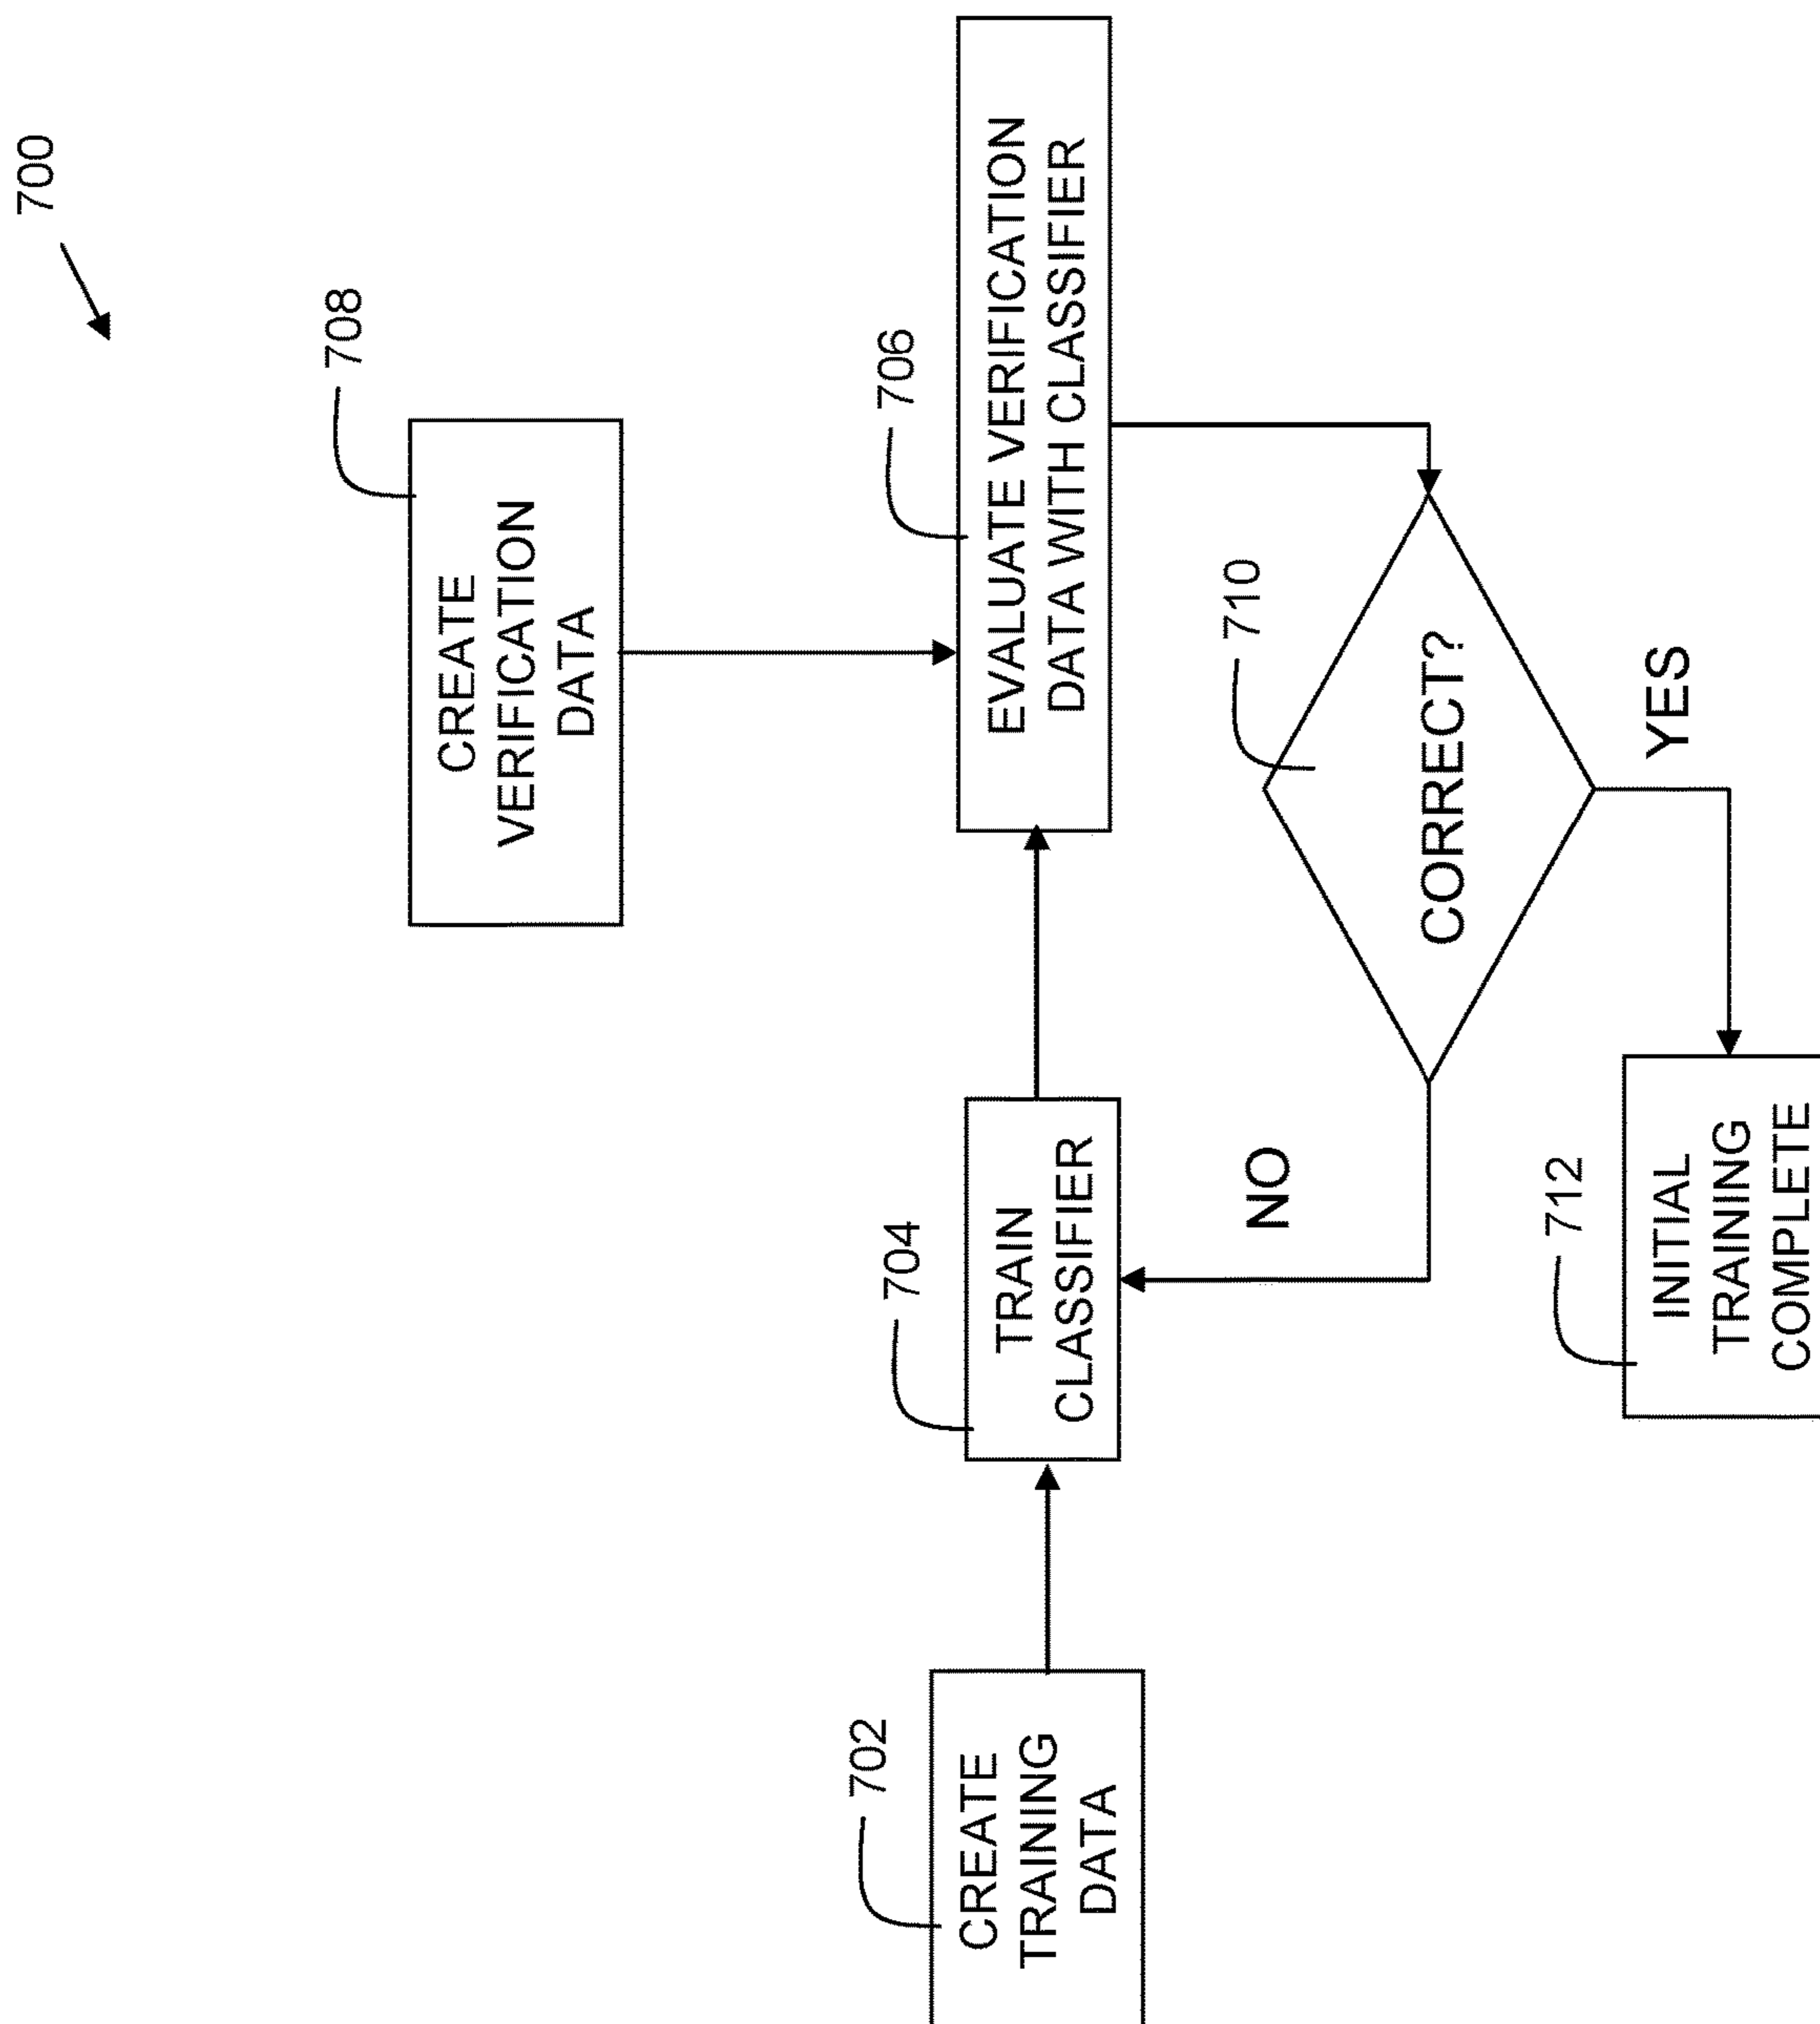 700
708
CREATE
VERIFICATION
DATA
702
CREATE
TRAINING
DATA
704
TRAIN
CLASSIFIER
706
EVALUATE VERIFICATION
DATA WITH CLASSIFIER
710
CORRECT?
NO
YES
712
INITIAL
TRAINING
COMPLETE